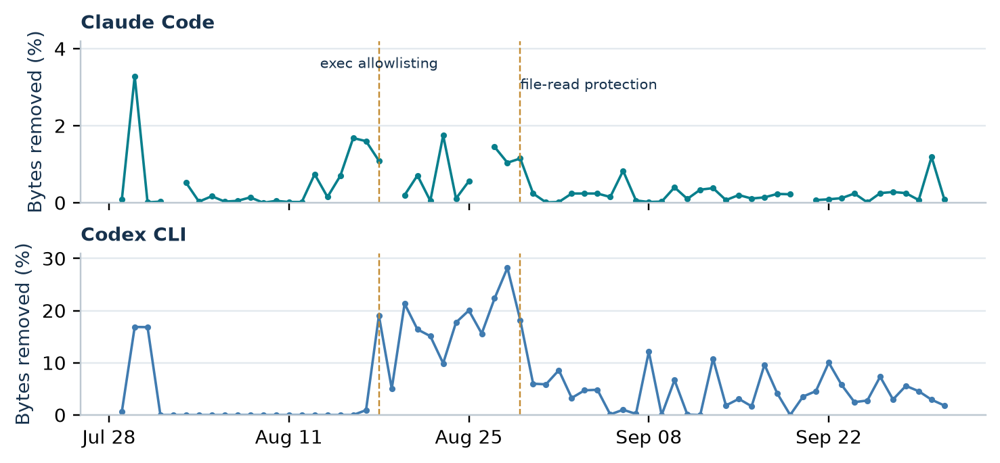 Claude Code
Bytes removed (%)
4
2
0
exec allowlisting
file-read protection
Codex CLI
Bytes removed (%)
30
20
10
0
Jul 28
Aug 11
Aug 25
Sep 08
Sep 22